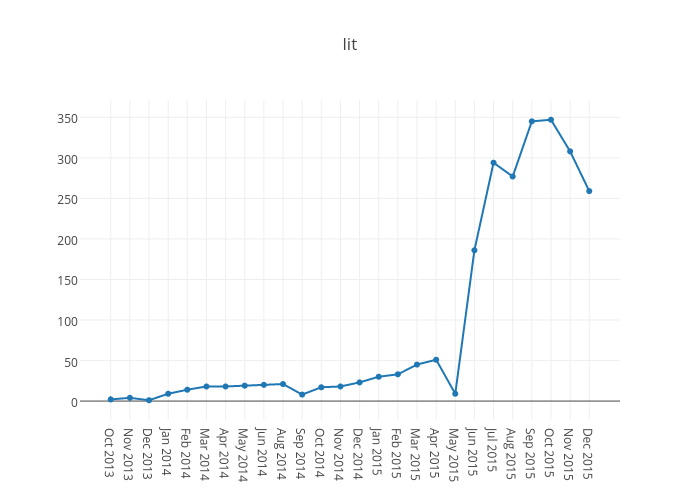 lit
350
300
250
200
150
100
50
0
Oct 2013
Nov 2013
Dec 2013
Jan 2014
Feb 2014
Mar 2014
Apr 2014
May 2014
Jun 2014
Aug 2014
Sep 2014
Oct 2014
Nov 2014
Dec 2014
Jan 2015
Feb 2015
Mar 2015
Apr 2015
May 2015
Jun 2015
Jul 2015
Aug 2015
Sep 2015
Oct 2015
Nov 2015
Dec 2015